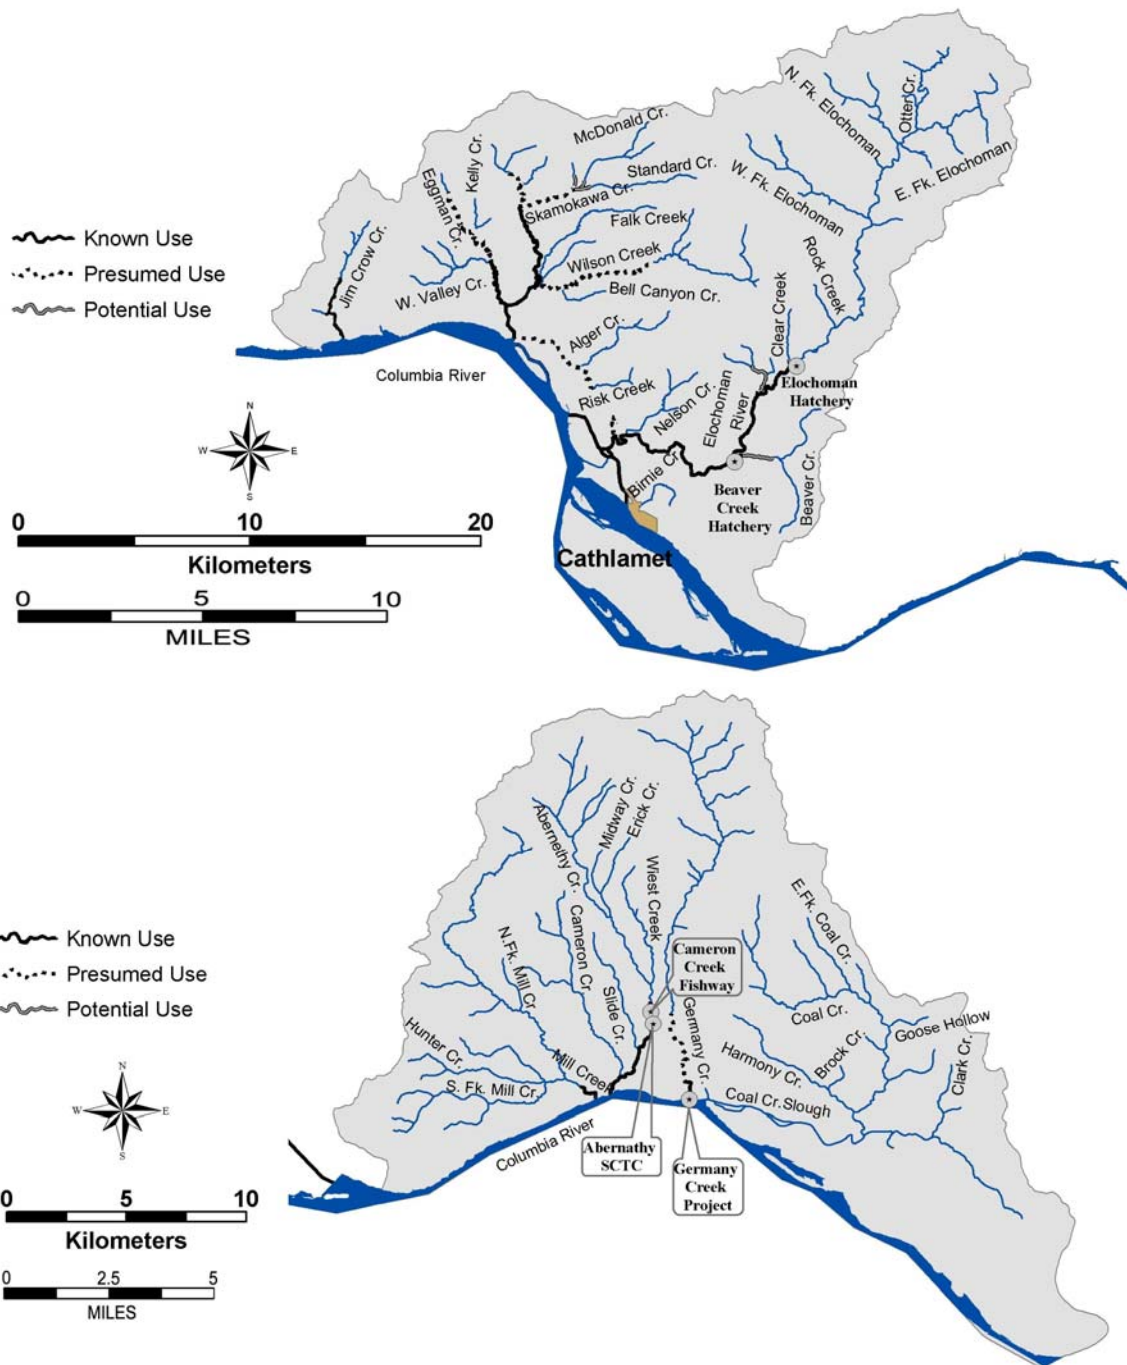 N. Fk. Elochoman
Otter Cr.
E. Fk. Elochoman
McDonald Cr.
Kelly Cr.
Standard Cr.
W. Fk. Elochoman
Eggman Cr.
Skamokawa Cr.
Falk Creek
Known Use
Jim Crow Cr.
Wilson Creek
Rock Creek
Presumed Use
W. Valley Cr.
Bell Canyon Cr.
Potential Use
Clear Creek
Alger Cr.
Columbia River
Risk Creek
Elochoman
River
Elochoman
Hatchery
Nelson Cr.
N
W
E
S
Birnie Cr
Beaver
Creek
Hatchery
Beaver Cr.
0 10 20
Kilometers
Cathlamet
0 5 10
MILES
Midway Cr.
Erick Cr.
Abernethy Cr.
Wiest Creek
E.Fk. Coal Cr.
Known Use
Presumed Use
Potential Use
N.Fk. Mill Cr.
Cameron Cr
Cameron
Creek
Fishway
Slide Cr.
Coal Cr.
Goose Hollow
Germany Cr.
Hunter Cr.
Harmony Cr.
Brock Cr.
Clark Cr.
Mill Creek
S. Fk. Mill Cr.
Coal Cr.Slough
N
W
E
S
Columbia River
Abernathy
SCTC
Germany
Creek
Project
0 5 10
Kilometers
0 2.5 5
MILES